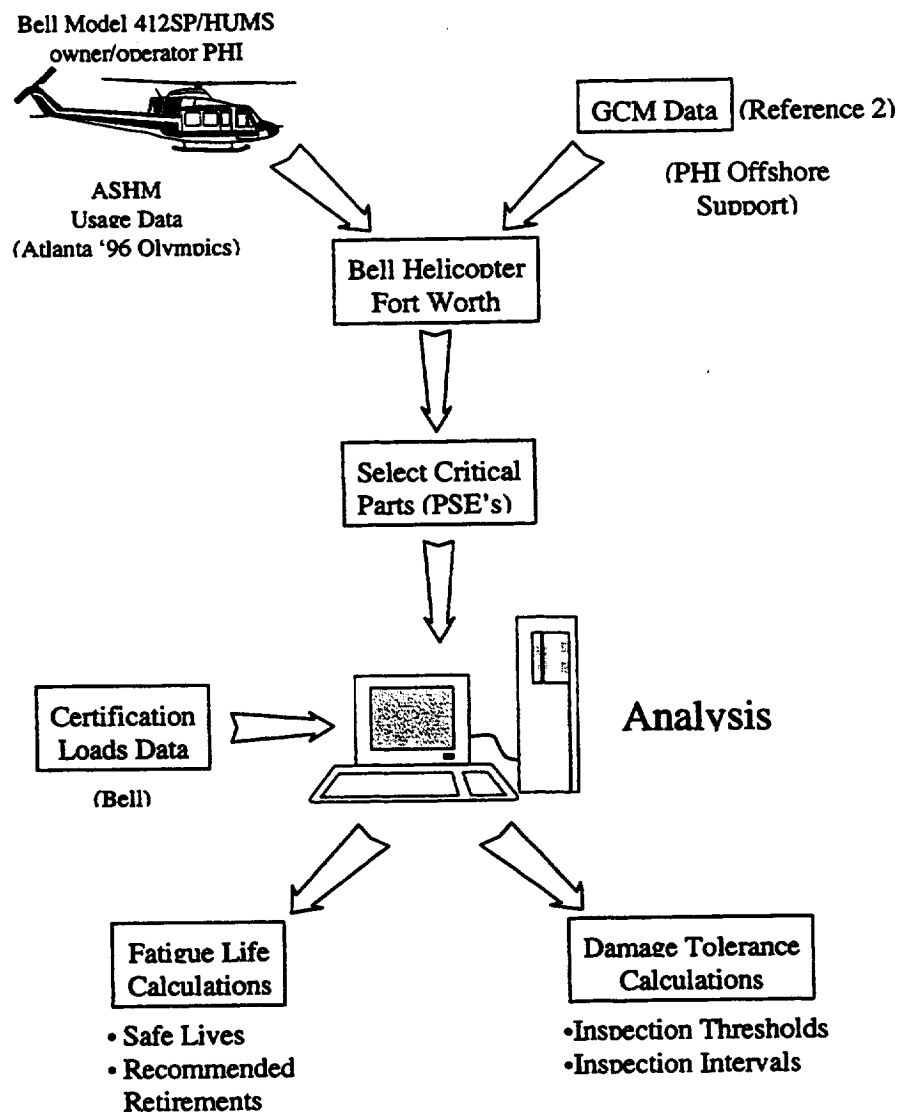 Bell Model 412SP/HUMS
owner/operator PHI
GCM Data (Reference 2)
(PHI Offshore
Support)
ASHM
Usage Data
(Atlanta '96 Olympics)
Bell Helicopter
Fort Worth
Select Critical
Parts (PSE's)
Certification
Loads Data
(Bell)
Analysis
Fatigue Life
Calculations
• Safe Lives
• Recommended
Retirements
Damage Tolerance
Calculations
•Inspection Thresholds
•Inspection Intervals